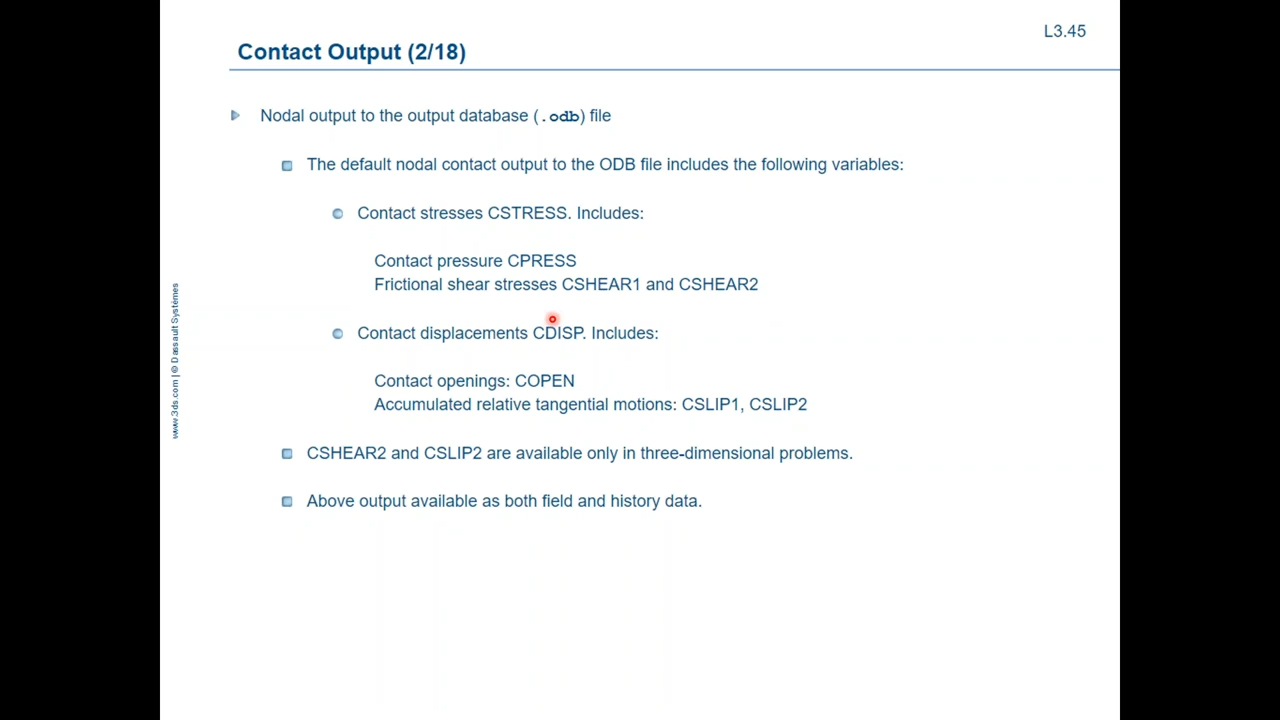 L3.45
Contact Output (2/18)
Nodal output to the output database (.odb) file
The default nodal contact output to the ODB file includes the following variables:
Contact stresses CSTRESS. Includes:
Contact pressure CPRESS
Frictional shear stresses CSHEAR1 and CSHEAR2
Contact displacements CDISP. Includes:
Contact openings: COPEN
Accumulated relative tangential motions: CSLIP1, CSLIP2
CSHEAR2 and CSLIP2 are available only in three-dimensional problems.
Above output available as both field and history data.
www.3ds.com | © Dassault Systèmes